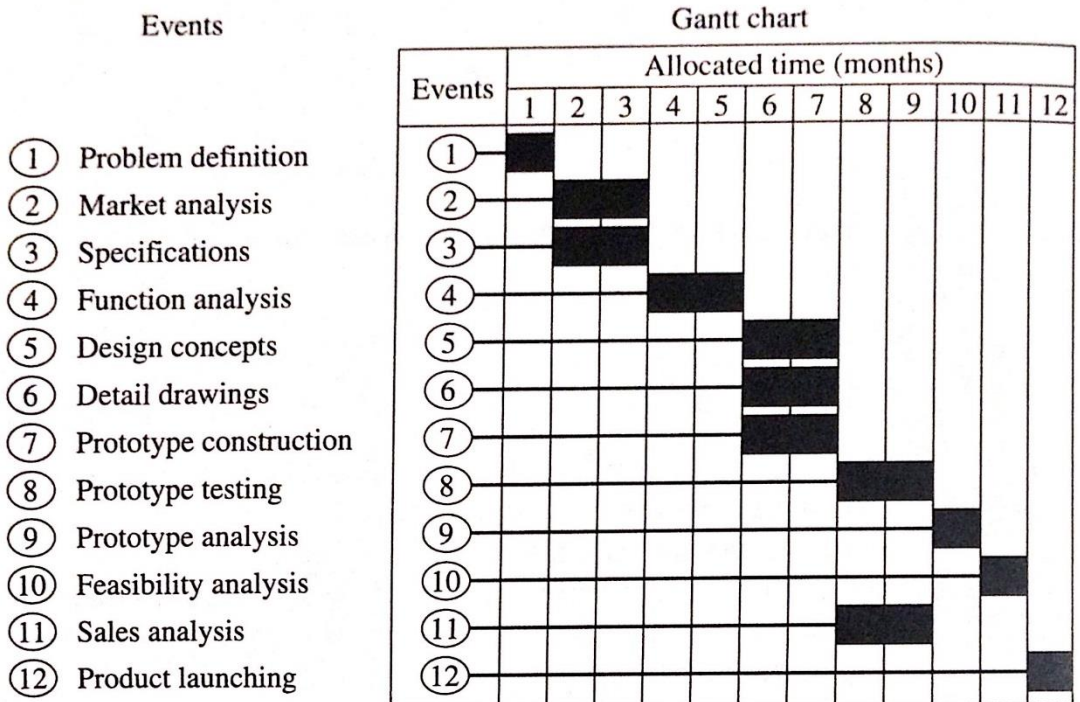 Events
Gantt chart
Events
Allocated time (months)
1 2 3 4 5 6 7 8 9 10 11 12
1 Problem definition 1
2 Market analysis 2
3 Specifications 3
4 Function analysis 4
5 Design concepts 5
6 Detail drawings 6
7 Prototype construction 7
8 Prototype testing 8
9 Prototype analysis 9
10 Feasibility analysis 10
11 Sales analysis 11
12 Product launching 12